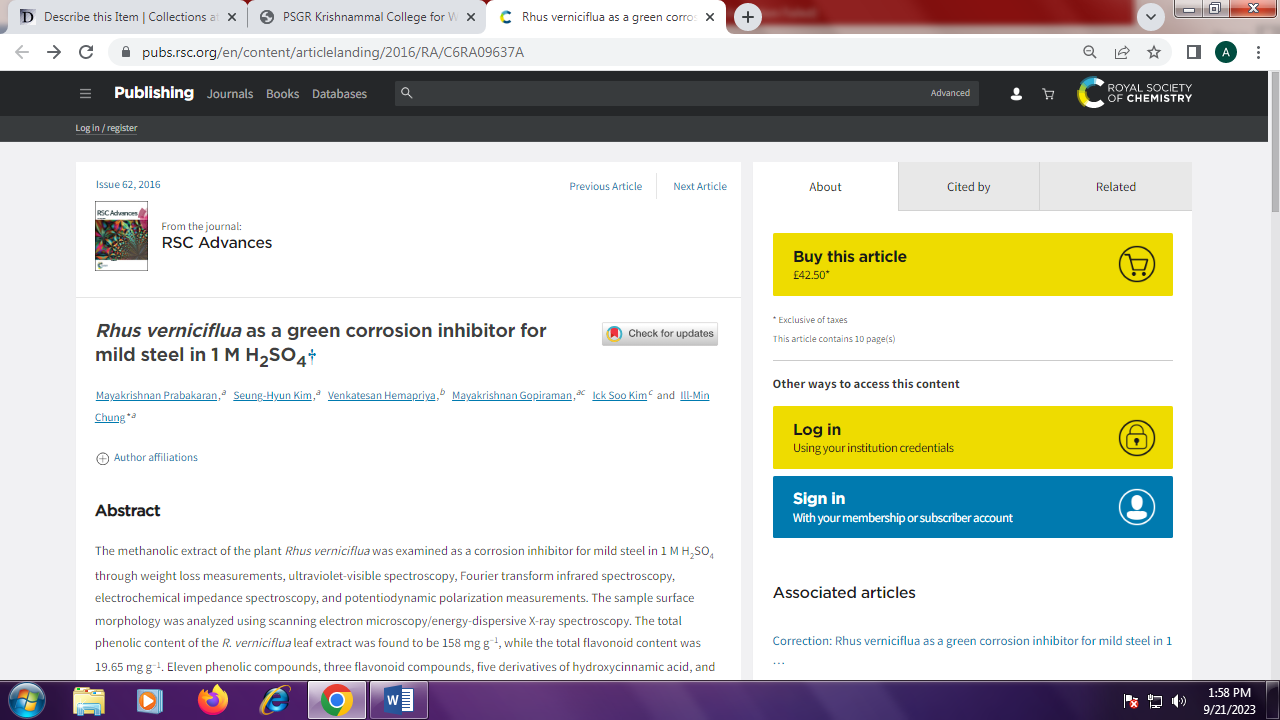 Describe this Item | Collections at
PSGR Krishnammal College for W
Rhus verniciflua as a green corros
pubs.rsc.org/en/content/articlelanding/2016/RA/C6RA09637A
A
Publishing Journals Books Databases
Advanced
ROYAL SOCIETY
OF CHEMISTRY
Log in / register
Issue 62, 2016
Previous Article Next Article
RSC Advances
From the journal:
RSC Advances
Rhus verniciflua as a green corrosion inhibitor for
mild steel in 1 M H₂SO₄†
Check for updates
Mayakrishnan Prabakaran,ᵃ Seung-Hyun Kim,ᵃ Venkatesan Hemapriya,ᵇ Mayakrishnan Gopiraman,ᵃᶜ Ick Soo Kimᶜ and Ill-Min
Chung*ᵃ
Author affiliations
Abstract
The methanolic extract of the plant Rhus verniciflua was examined as a corrosion inhibitor for mild steel in 1 M H₂SO₄
through weight loss measurements, ultraviolet-visible spectroscopy, Fourier transform infrared spectroscopy,
electrochemical impedance spectroscopy, and potentiodynamic polarization measurements. The sample surface
morphology was analyzed using scanning electron microscopy/energy-dispersive X-ray spectroscopy. The total
phenolic content of the R. verniciflua leaf extract was found to be 158 mg g⁻¹, while the total flavonoid content was
19.65 mg g⁻¹. Eleven phenolic compounds, three flavonoid compounds, five derivatives of hydroxycinnamic acid, and
About Cited by Related
Buy this article
£42.50*
* Exclusive of taxes
This article contains 10 page(s)
Other ways to access this content
Log in
Using your institution credentials
Sign in
With your membership or subscriber account
Associated articles
Correction: Rhus verniciflua as a green corrosion inhibitor for mild steel in 1
…
W
1:58 PM
9/21/2023